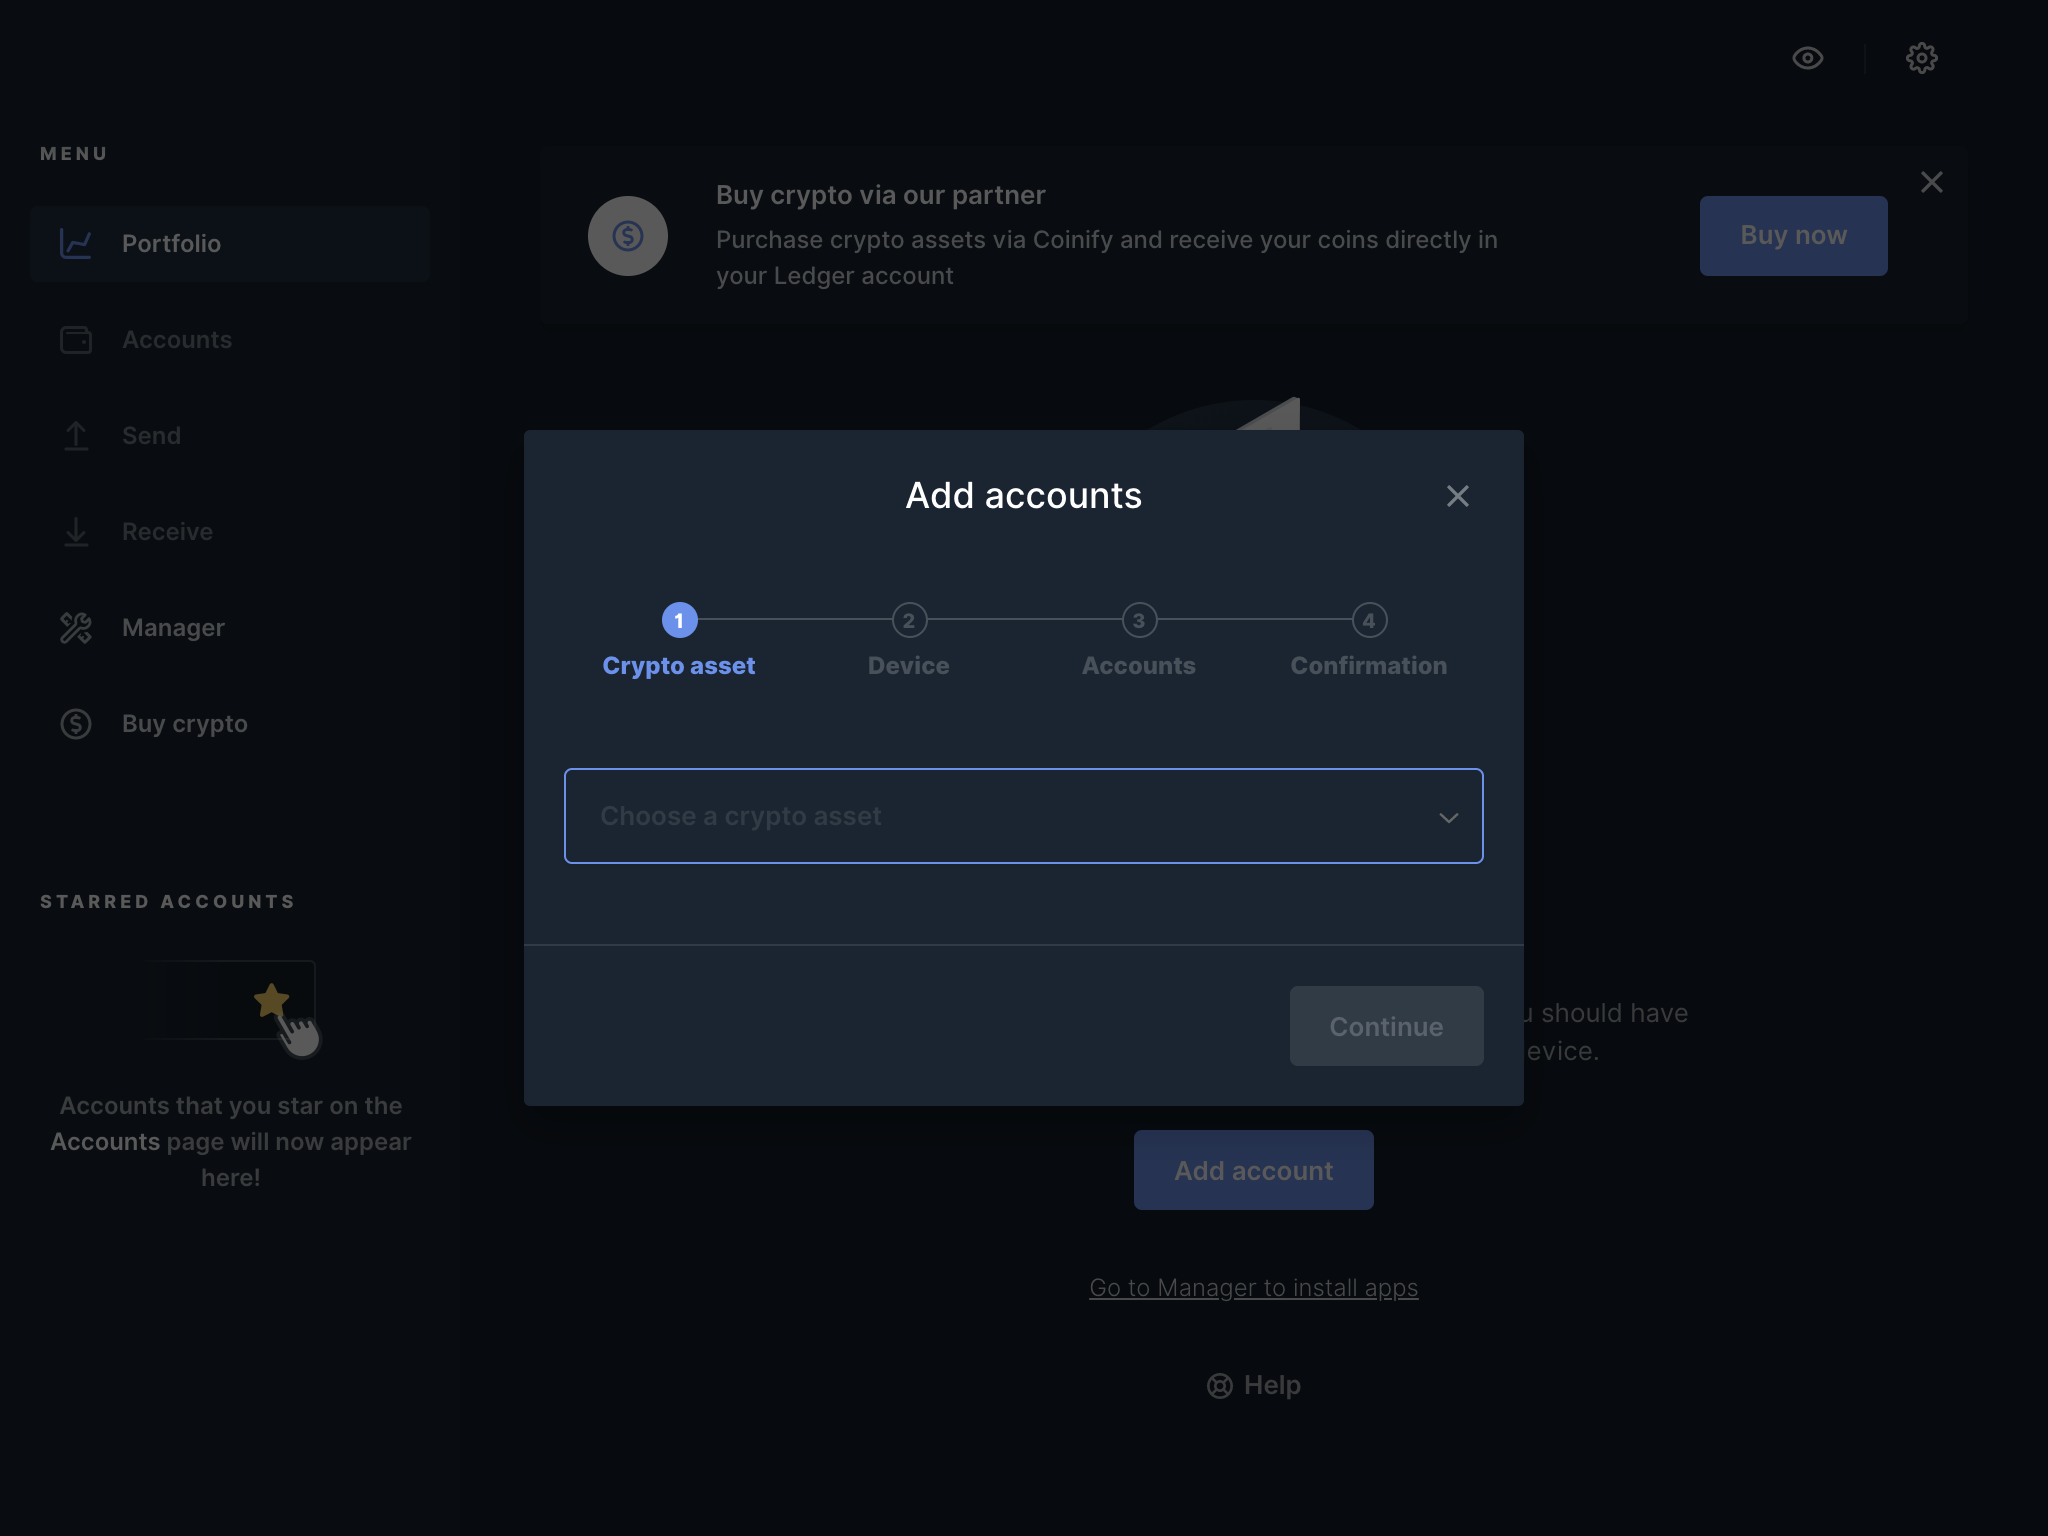 MENU
Portfolio
Accounts
Send
Receive
Manager
Buy crypto
STARRED ACCOUNTS
Accounts that you star on the
Accounts page will now appear
here!
Buy crypto via our partner
Purchase crypto assets via Coinify and receive your coins directly in
your Ledger account
Buy now
Add accounts
1
2
3
4
Crypto asset
Device
Accounts
Confirmation
Choose a crypto asset
Continue
should have
Add account
Go to Manager to install apps
Help